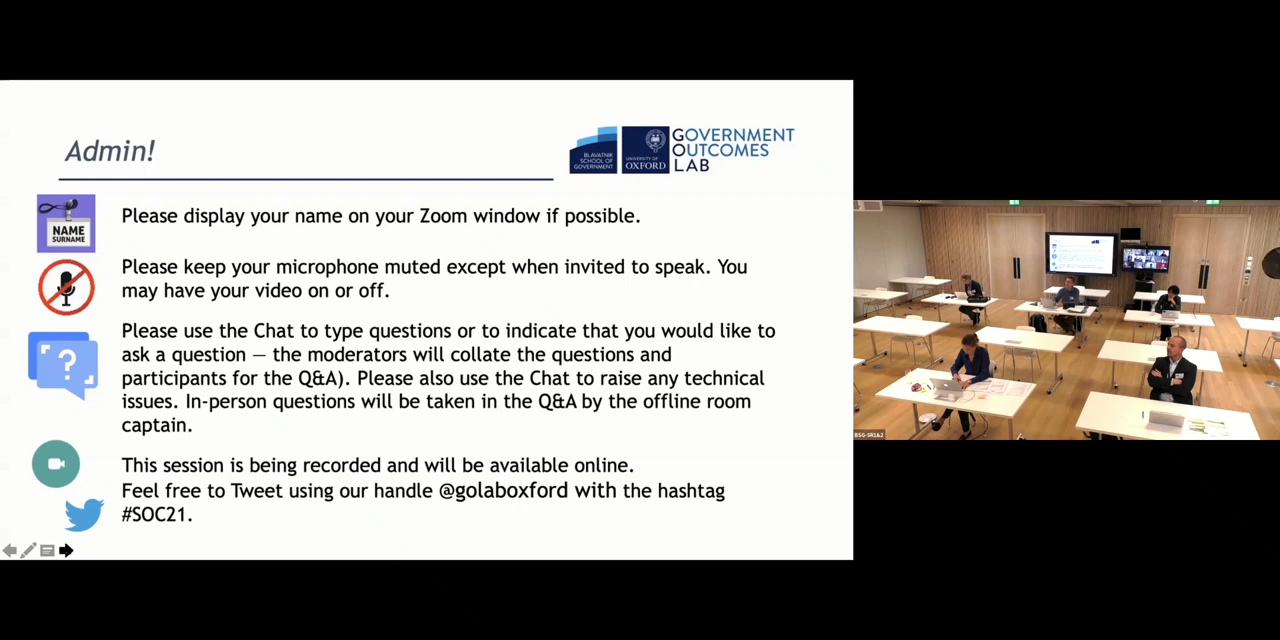 Admin!
BLAVATNIK
SCHOOL OF
GOVERNMENT
UNIVERSITY OF
OXFORD
GOVERNMENT
OUTCOMES
LAB
NAME
SURNAME
Please display your name on your Zoom window if possible.
Please keep your microphone muted except when invited to speak. You
may have your video on or off.
?
Please use the Chat to type questions or to indicate that you would like to
ask a question — the moderators will collate the questions and
participants for the Q&A). Please also use the Chat to raise any technical
issues. In-person questions will be taken in the Q&A by the offline room
captain.
This session is being recorded and will be available online.
Feel free to Tweet using our handle @golaboxford with the hashtag
#SOC21.
BSG-SR1&2